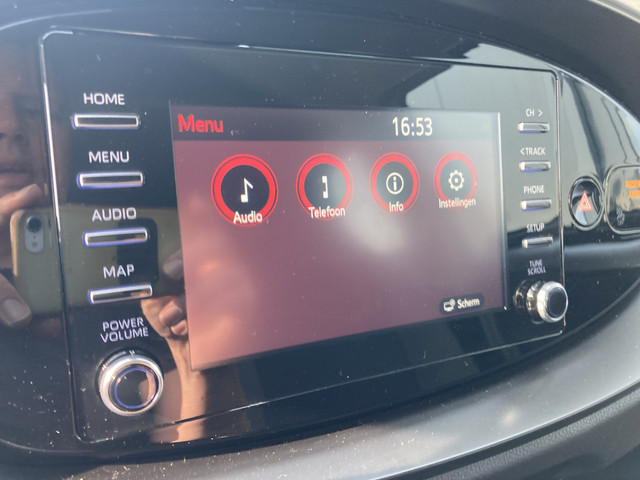 HOME
MENU
AUDIO
MAP
POWER
VOLUME
Menu
16:53
Audio
Telefoon
Info
Instellingen
Scherm
CH >
< TRACK
PHONE
SETUP
TUNE
SCROLL